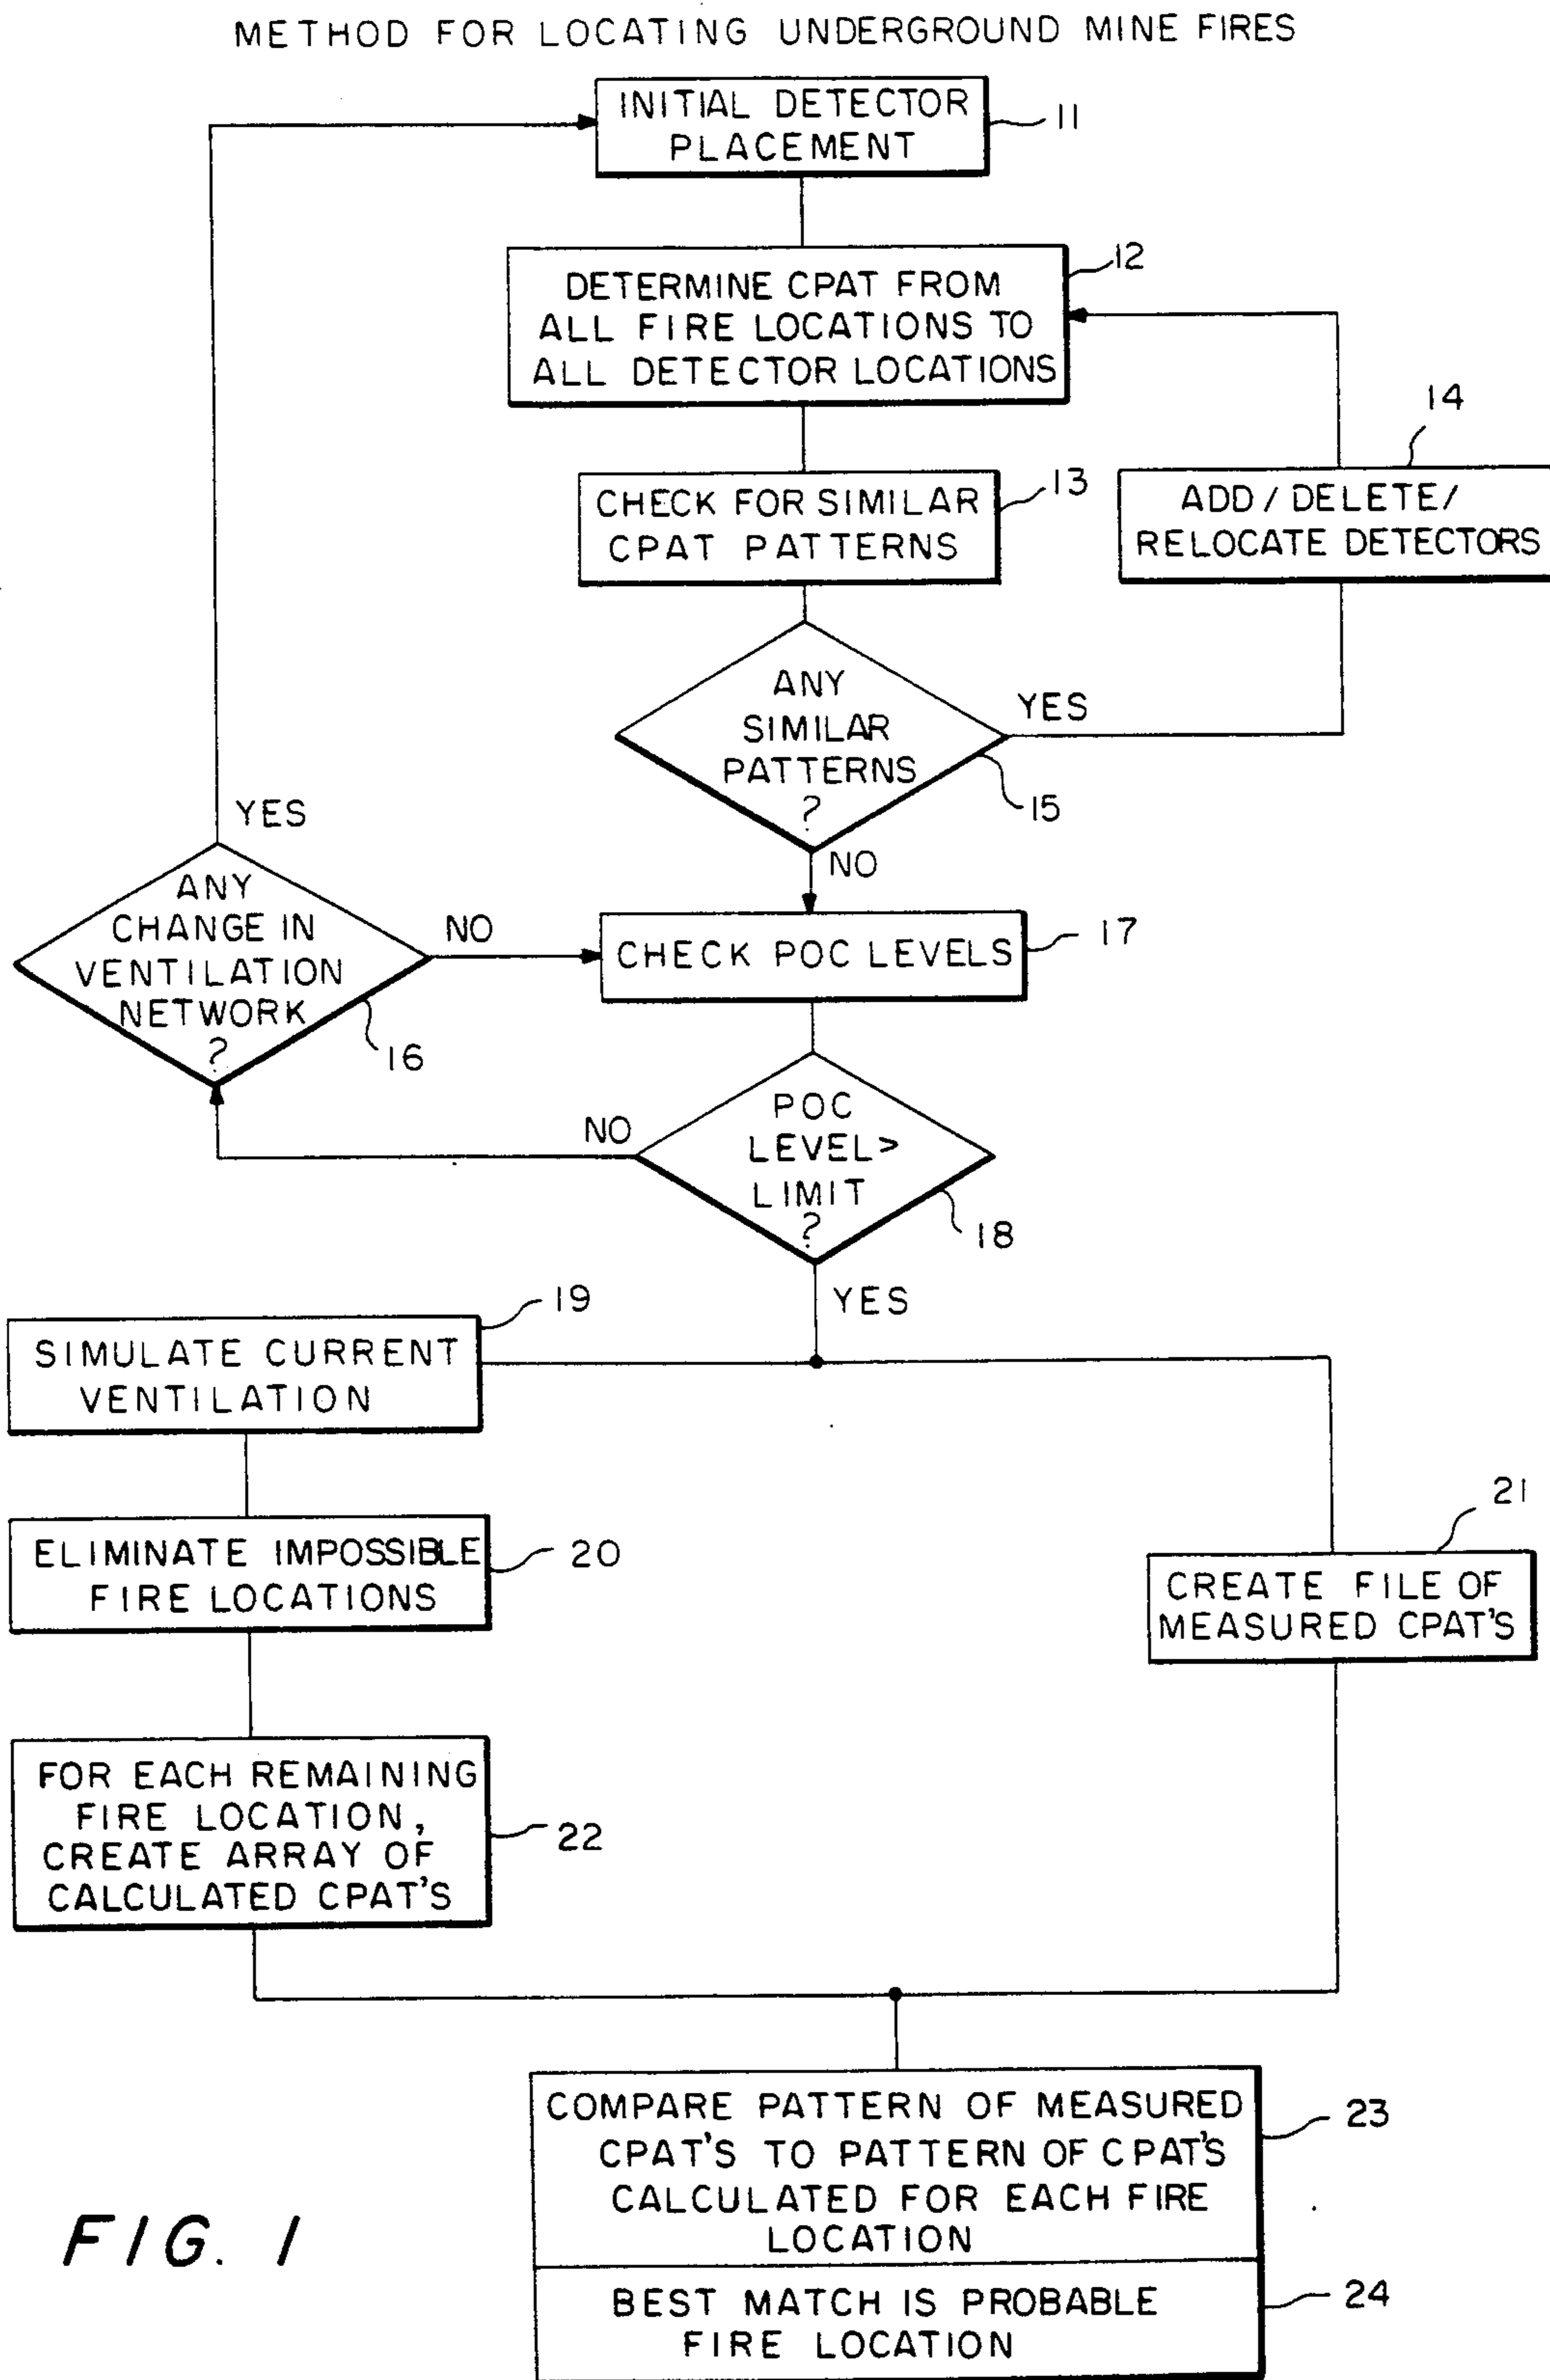 METHOD FOR LOCATING UNDERGROUND MINE FIRES
INITIAL DETECTOR
PLACEMENT
11
DETERMINE CPAT FROM
ALL FIRE LOCATIONS TO
ALL DETECTOR LOCATIONS
12
CHECK FOR SIMILAR
CPAT PATTERNS
13
14
ADD/DELETE/
RELOCATE DETECTORS
ANY
SIMILAR
PATTERNS
?
15
YES
NO
YES
ANY
CHANGE IN
VENTILATION
NETWORK
?
16
NO
CHECK POC LEVELS
17
POC
LEVEL>
LIMIT
?
18
NO
YES
SIMULATE CURRENT
VENTILATION
19
ELIMINATE IMPOSSIBLE
FIRE LOCATIONS
20
21
CREATE FILE OF
MEASURED CPAT'S
FOR EACH REMAINING
FIRE LOCATION,
CREATE ARRAY OF
CALCULATED CPAT'S
22
COMPARE PATTERN OF MEASURED
CPAT'S TO PATTERN OF CPAT'S
CALCULATED FOR EACH FIRE
LOCATION
23
BEST MATCH IS PROBABLE
FIRE LOCATION
24
FIG. 1